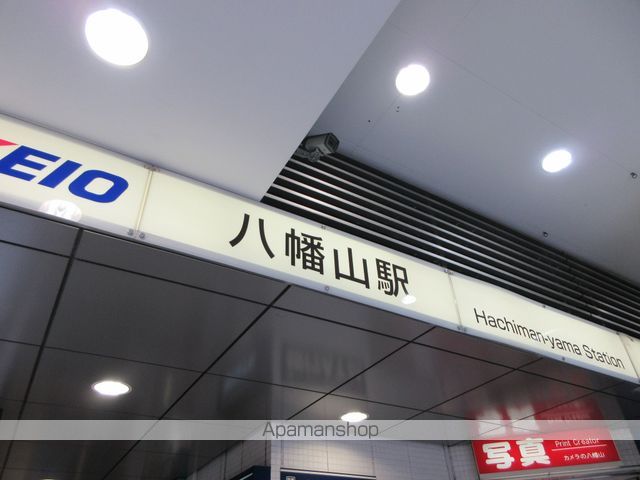 KEIO
八幡山駅
Hachiman-yama Station
Apamanshop
写真
Print Creator
カメラの八幡山